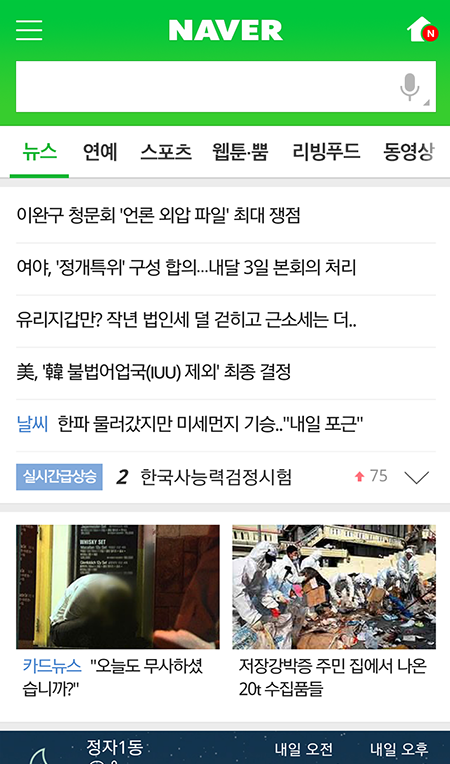 NAVER
N
뉴스 연예 스포츠 웹툰·뿜 리빙푸드 동영상
이완구 청문회 '언론 외압 파일' 최대 쟁점
여야, '정개특위' 구성 합의...내달 3일 본회의 처리
유리지갑만? 작년 법인세 덜 걷히고 근소세는 더..
美, '韓 불법어업국(IUU) 제외' 최종 결정
날씨 한파 물러갔지만 미세먼지 기승.."내일 포근"
실시간급상승 2 한국사능력검정시험 75
WHISKY SET
카드뉴스 "오늘도 무사하셨
습니까?"
저장강박증 주민 집에서 나온
20t 수집품들
정자1동 내일 오전 내일 오후